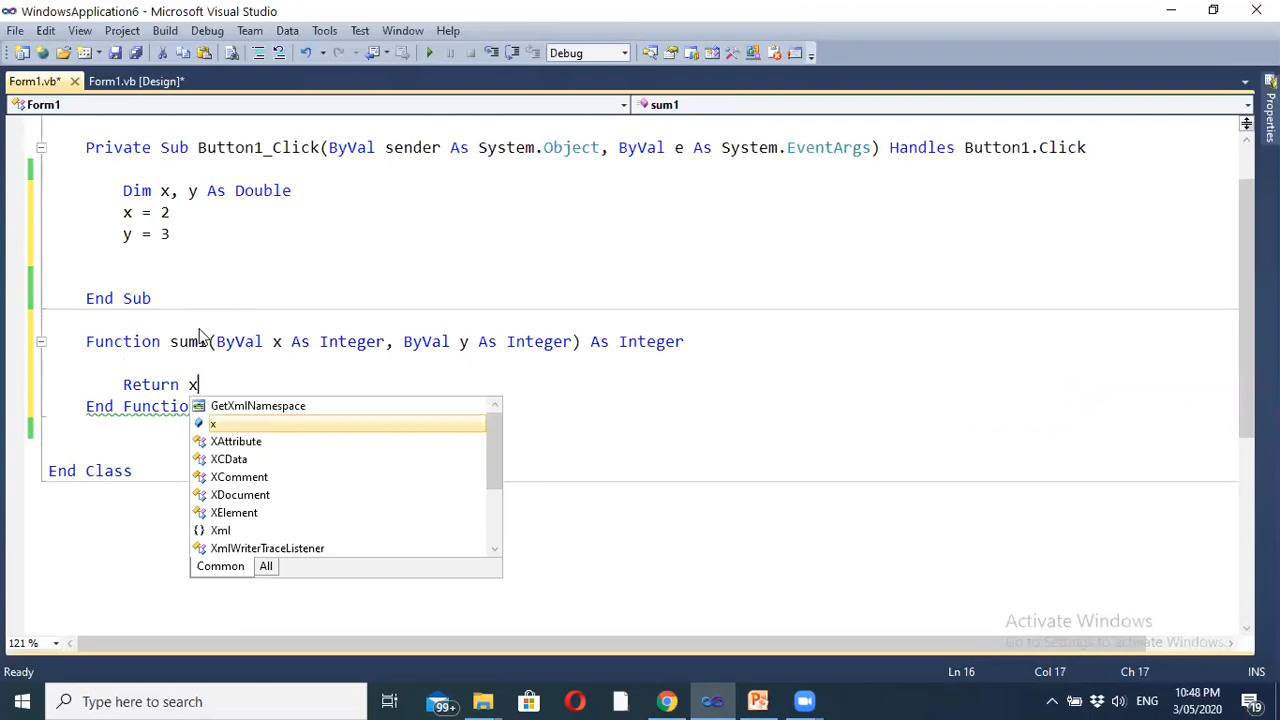 WindowsApplication6 - Microsoft Visual Studio
File Edit View Project Build Debug Team Data Tools Test Window Help
Debug
Form1.vb* Form1.vb [Design]*
Form1 sum1
Properties
Private Sub Button1_Click(ByVal sender As System.Object, ByVal e As System.EventArgs) Handles Button1.Click
Dim x, y As Double
x = 2
y = 3
End Sub
Function sum1(ByVal x As Integer, ByVal y As Integer) As Integer
Return x
End Functio
GetXmlNamespace
x
XAttribute
XCData
XComment
XDocument
XElement
{} Xml
XmlWriterTraceListener
Common All
End Class
Activate Windows
Go to Settings to activate Windows.
121 %
Ready Ln 16 Col 17 Ch 17 INS
Type here to search
99+
ENG
10:48 PM
3/05/2020
19